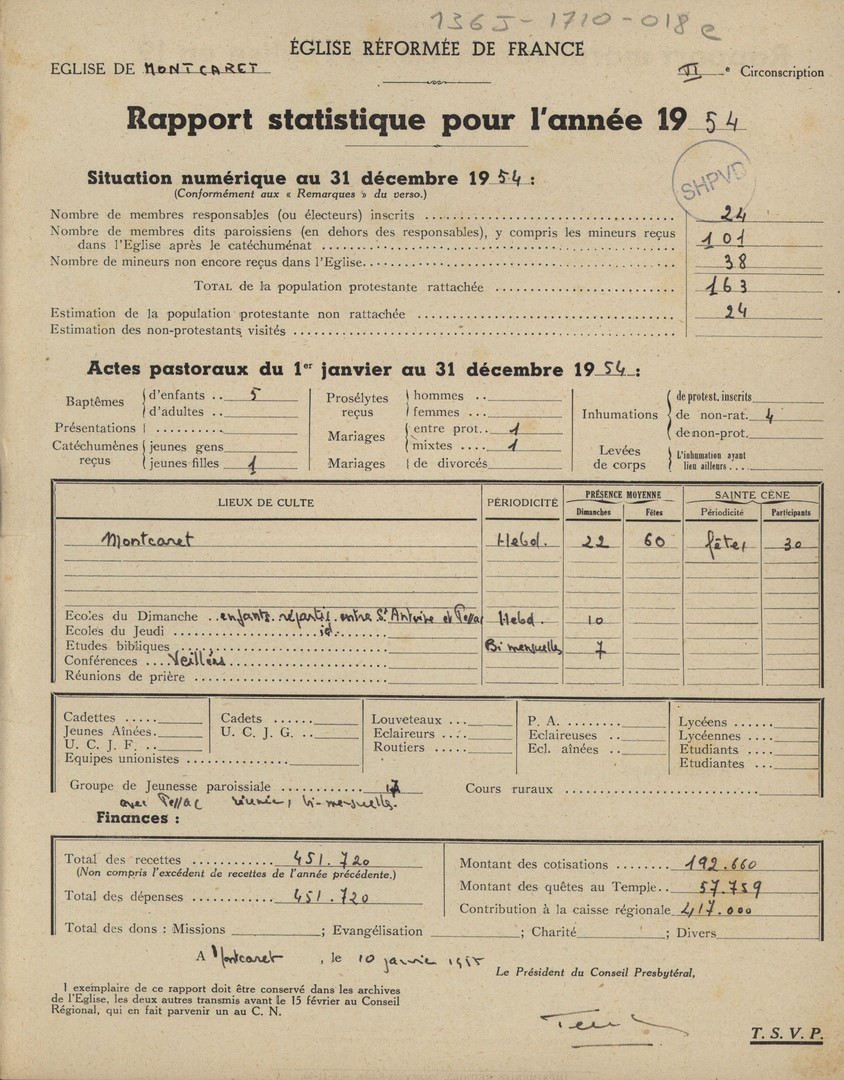 136J-1710-018e
ÉGLISE RÉFORMÉE DE FRANCE
EGLISE DE MONTCARET
VI e Circonscription
Rapport statistique pour l'année 1954
SHPVD
Situation numérique au 31 décembre 1954 :
(Conformément aux « Remarques » du verso.)
Nombre de membres responsables (ou électeurs) inscrits 24
Nombre de membres dits paroissiens (en dehors des responsables), y compris les mineurs reçus
dans l'Eglise après le catéchuménat 101
Nombre de mineurs non encore reçus dans l'Eglise. 38
TOTAL de la population protestante rattachée 163
Estimation de la population protestante non rattachée 24
Estimation des non-protestants visités
Actes pastoraux du 1er janvier au 31 décembre 1954 :
Baptêmes d'enfants .. 5
d'adultes ..
Présentations
Catéchumènes reçus jeunes gens
jeunes filles 1
Prosélytes reçus hommes ..
femmes ...
Mariages entre prot. 1
mixtes .... 1
Mariages de divorcés
Inhumations de protest. inscrits
de non-rat. 4
de non-prot.
Levées de corps L'inhumation ayant lieu ailleurs ....
LIEUX DE CULTE
PÉRIODICITÉ
PRÉSENCE MOYENNE
Dimanches
Fêtes
SAINTE CÈNE
Périodicité
Participants
Montcaret Hebd. 22 60 fêtes 30
Ecoles du Dimanche .. enfants répartis entre St Antoine et Pessac Hebd. 10
Ecoles du Jeudi id.
Etudes bibliques Bi mensuelles 7
Conférences ... Veillées
Réunions de prière
Cadettes .....
Jeunes Aînées.
U. C. J. F. ..
Equipes unionistes
Cadets ......
U. C. J. G. ..
Louveteaux ...
Eclaireurs ....
Routiers .....
P. A. ........
Eclaireuses ..
Ecl. aînées ..
Lycéens ......
Lycéennes ....
Etudiants ....
Etudiantes ...
Groupe de Jeunesse paroissiale
Cours ruraux
avec Pessac réunies, bi-mensuelles.
Finances :
Total des recettes 451.720
(Non compris l'excédent de recettes de l'année précédente.)
Total des dépenses 451.720
Montant des cotisations 192.660
Montant des quêtes au Temple.. 57.759
Contribution à la caisse régionale 417.000
Total des dons : Missions ; Evangélisation ; Charité ; Divers
A Montcaret , le 10 janvier 1955
Le Président du Conseil Presbytéral,
1 exemplaire de ce rapport doit être conservé dans les archives
de l'Eglise, les deux autres transmis avant le 15 février au Conseil
Régional, qui en fait parvenir un au C. N.
T. S. V. P.